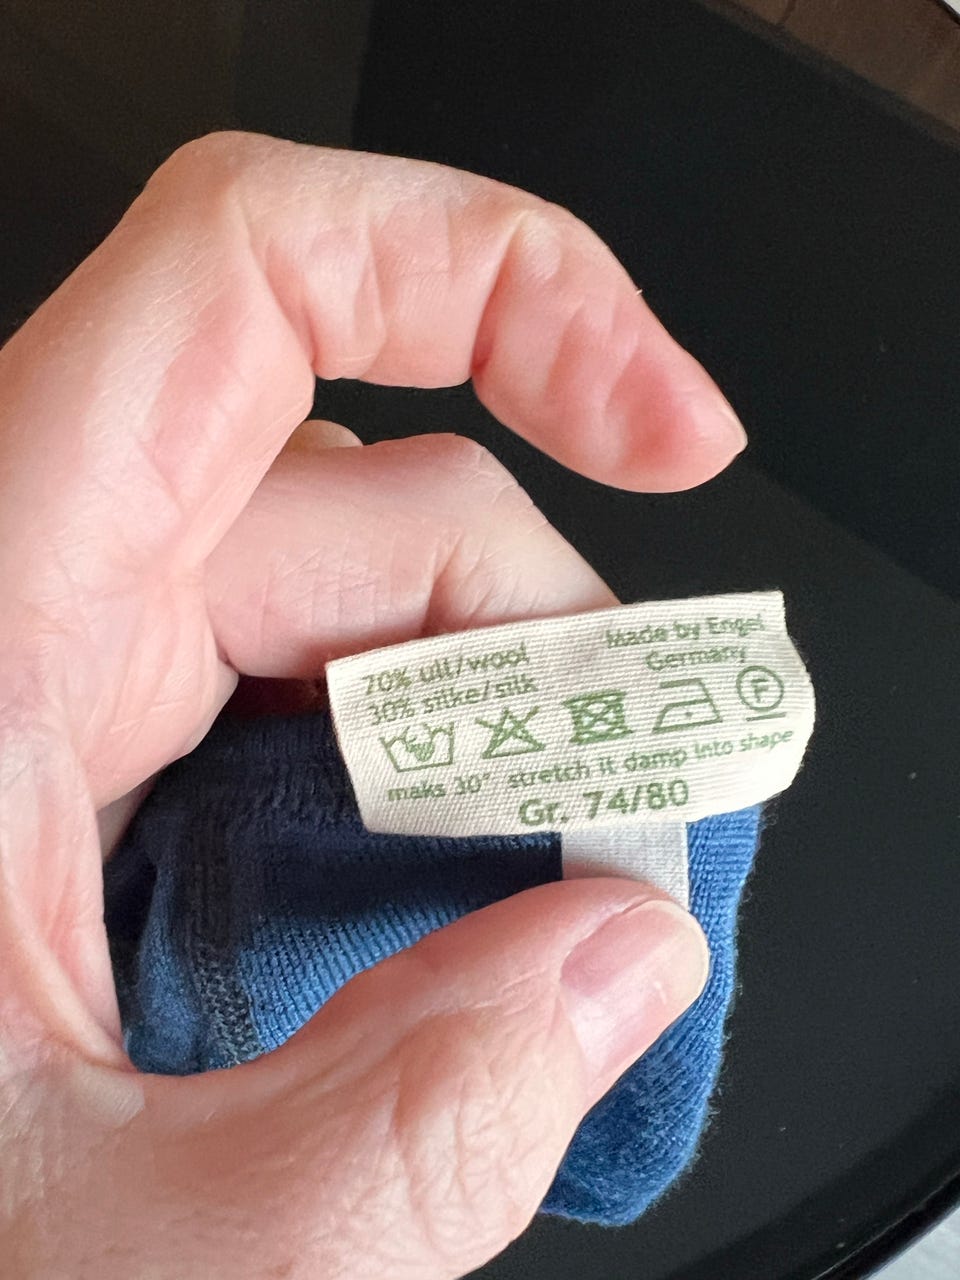 70% ull/wool
30% silke/silk
Made by Engel
Germany
F
maks 30° stretch it damp into shape
Gr. 74/80